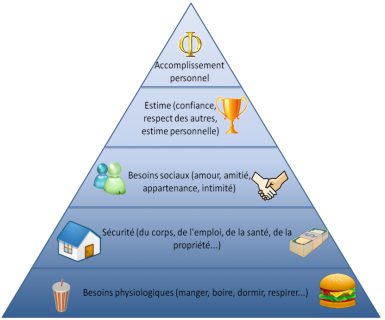 Φ
Accomplissement
personnel
Estime (confiance,
respect des autres,
estime personnelle)
Besoins sociaux (amour, amitié,
appartenance, intimité)
Sécurité (du corps, de l'emploi, de la santé, de la
propriété...)
Besoins physiologiques (manger, boire, dormir, respirer...)